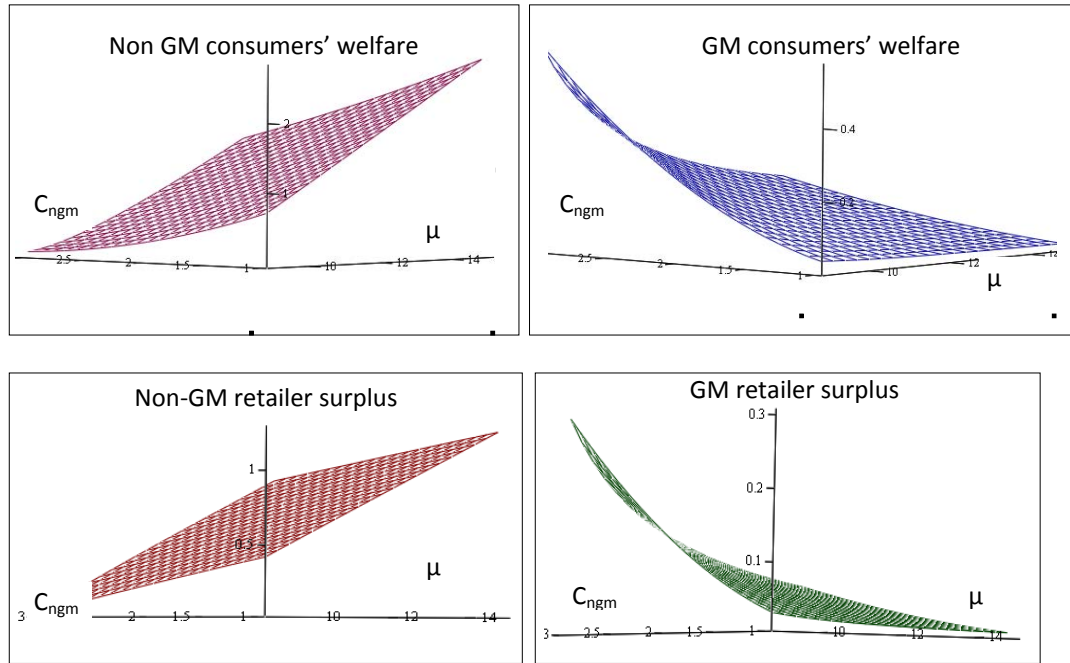 Non GM consumers’ welfare
2
1
Cngm
μ
2.5 2 1.5 1 10 12 14
GM consumers’ welfare
0.4
0.2
Cngm
2.5 2 1.5 1 10 12
μ
Non-GM retailer surplus
1
μ
Cngm
3 2 1.5 1 10 12 14
GM retailer surplus
0.3
0.2
0.1
Cngm
μ
3 2.5 2 1.5 1 10 12 14